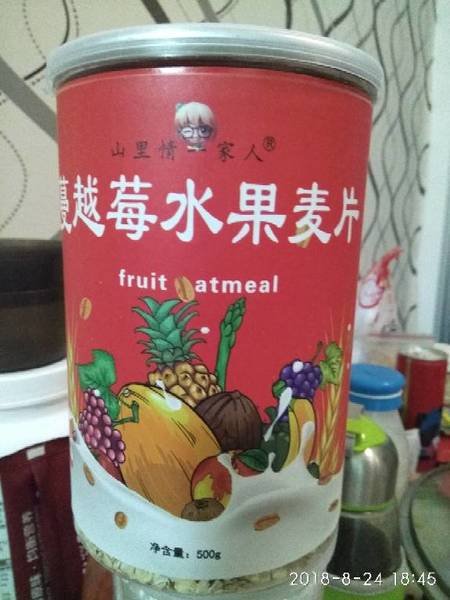 山里情家人®
蔓越莓水果麦片
fruit oatmeal
净含量：500g
2018-8-24 18:45